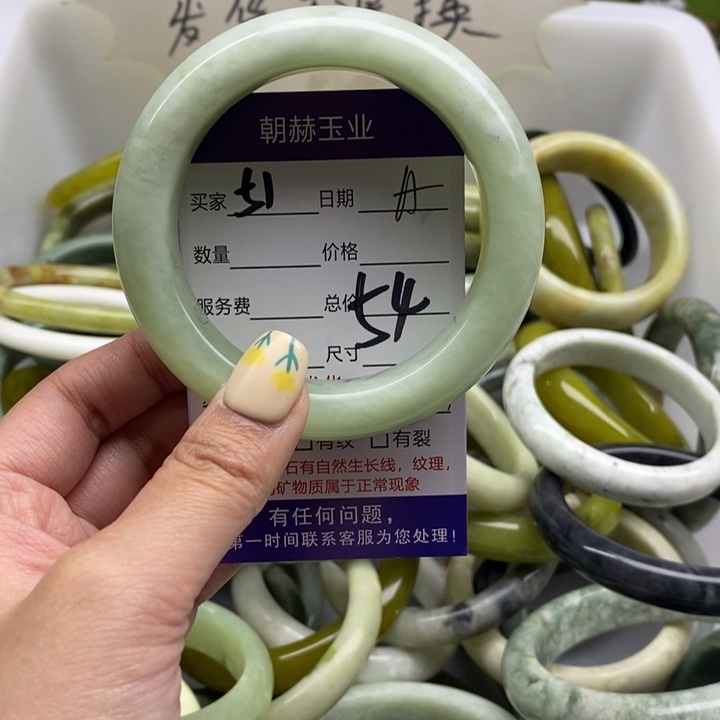 发
换
朝赫玉业
买家 51 日期 A
数量 价格
服务费 总价 54
尺寸
有纹 □有裂
石有自然生长线，纹理，
矿物质属于正常现象
有任何问题，
第一时间联系客服为您处理！